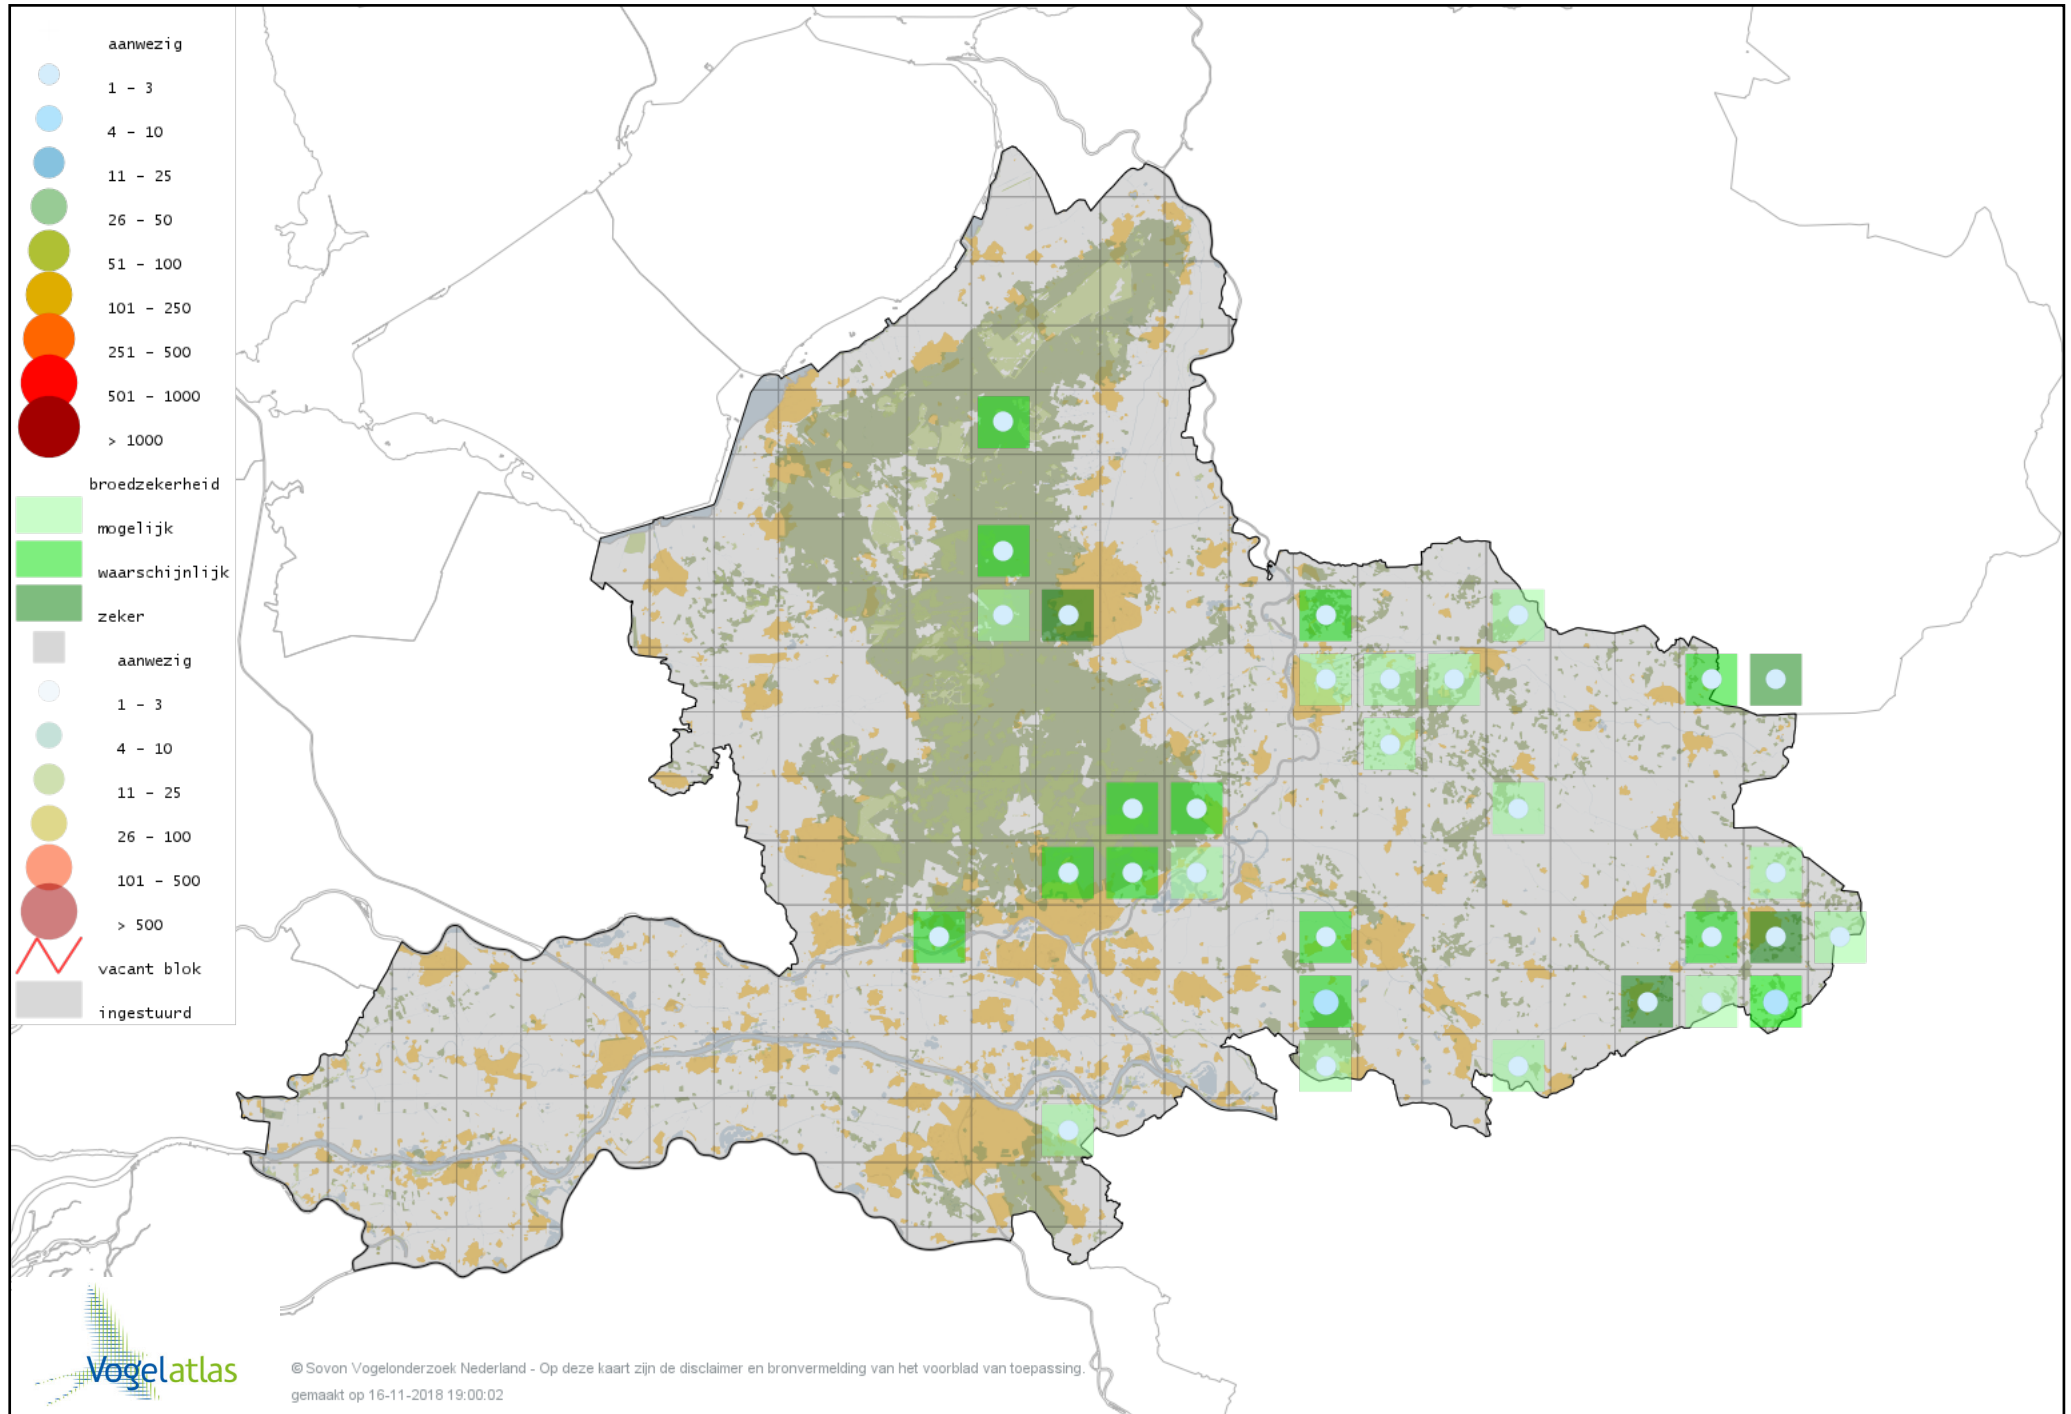 aanwezig
1 - 3
4 - 10
11 - 25
26 - 50
51 - 100
101 - 250
251 - 500
501 - 1000
> 1000
broedzekerheid
mogelijk
waarschijnlijk
zeker
aanwezig
1 - 3
4 - 10
11 - 25
26 - 100
101 - 500
> 500
vacant blok
ingestuurd
Vogelatlas
© Sovon Vogelonderzoek Nederland - Op deze kaart zijn de disclaimer en bronvermelding van het voorblad van toepassing.
gemaakt op 16-11-2018 19:00:02